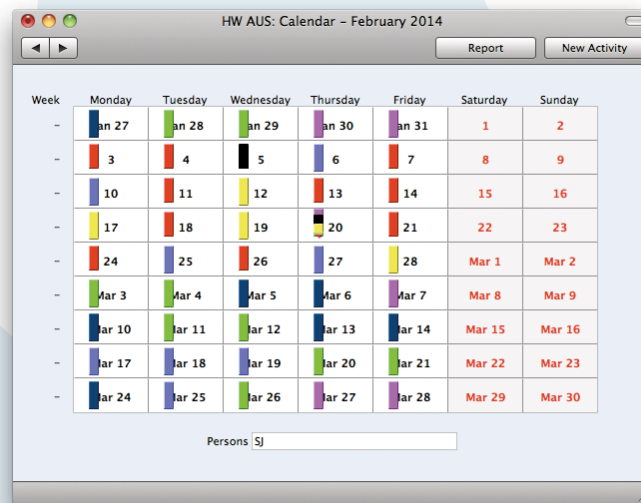 HW AUS: Calendar – February 2014
Report New Activity
Week Monday Tuesday Wednesday Thursday Friday Saturday Sunday
– an 27 an 28 an 29 an 30 an 31 1 2
– 3 4 5 6 7 8 9
– 10 11 12 13 14 15 16
– 17 18 19 20 21 22 23
– 24 25 26 27 28 Mar 1 Mar 2
– Mar 3 Mar 4 Mar 5 Mar 6 Mar 7 Mar 8 Mar 9
– Mar 10 Mar 11 Mar 12 Mar 13 Mar 14 Mar 15 Mar 16
– Mar 17 Mar 18 Mar 19 Mar 20 Mar 21 Mar 22 Mar 23
– Mar 24 Mar 25 Mar 26 Mar 27 Mar 28 Mar 29 Mar 30
Persons SJ